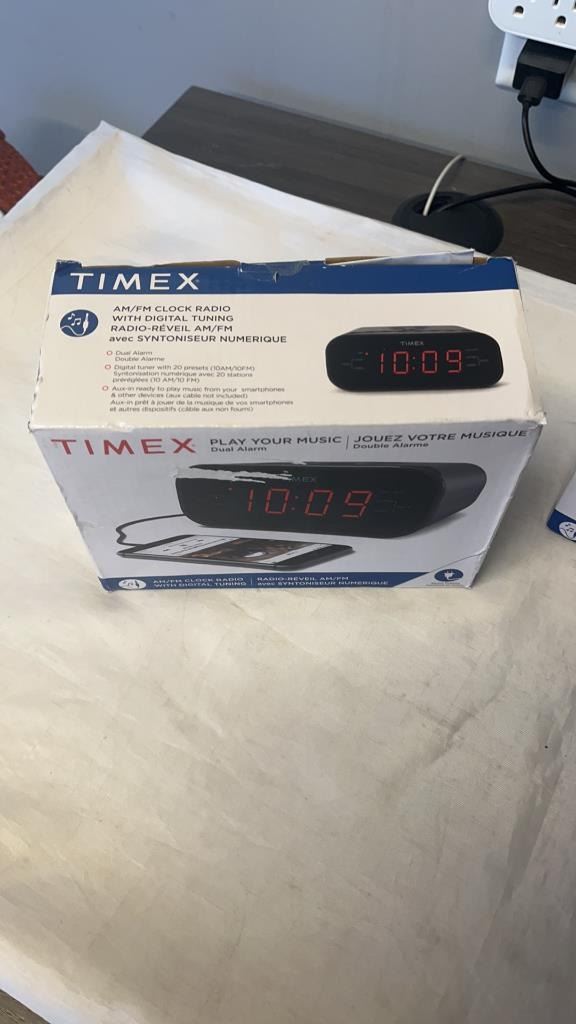 TIMEX
AM/FM CLOCK RADIO
WITH DIGITAL TUNING
RADIO-RÉVEIL AM/FM
avec SYNTONISEUR NUMERIQUE
Dual Alarm
Double Alarme
Digital tuner with 20 presets (10AM/10FM)
Syntonisation numérique avec 20 stations
préréglées (10 AM/10 FM)
Aux-in ready to play music from your smartphones
& other devices (aux cable not included)
Aux-in prêt à jouer de la musique de vos smartphones
et autres dispositifs (câble aux non fourni)
TIMEX
10:09
TIMEX
PLAY YOUR MUSIC
Dual Alarm
JOUEZ VOTRE MUSIQUE
Double Alarme
MEX
10:09
AM/FM CLOCK RADIO
WITH DIGITAL TUNING
RADIO-RÉVEIL AM/FM
avec SYNTONISEUR NUMERIQUE